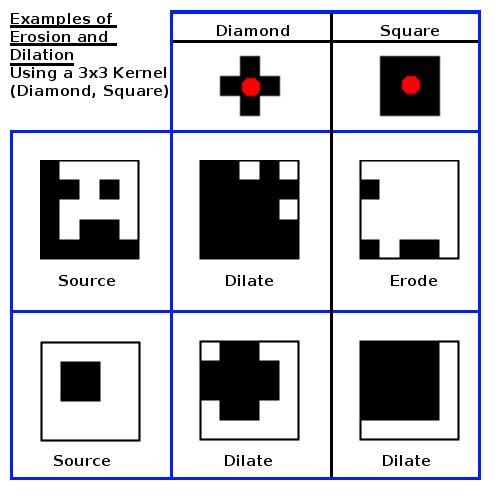 Examples of
Erosion and
Dilation
Using a 3x3 Kernel
(Diamond, Square)
Diamond
Square
Source
Dilate
Erode
Source
Dilate
Dilate